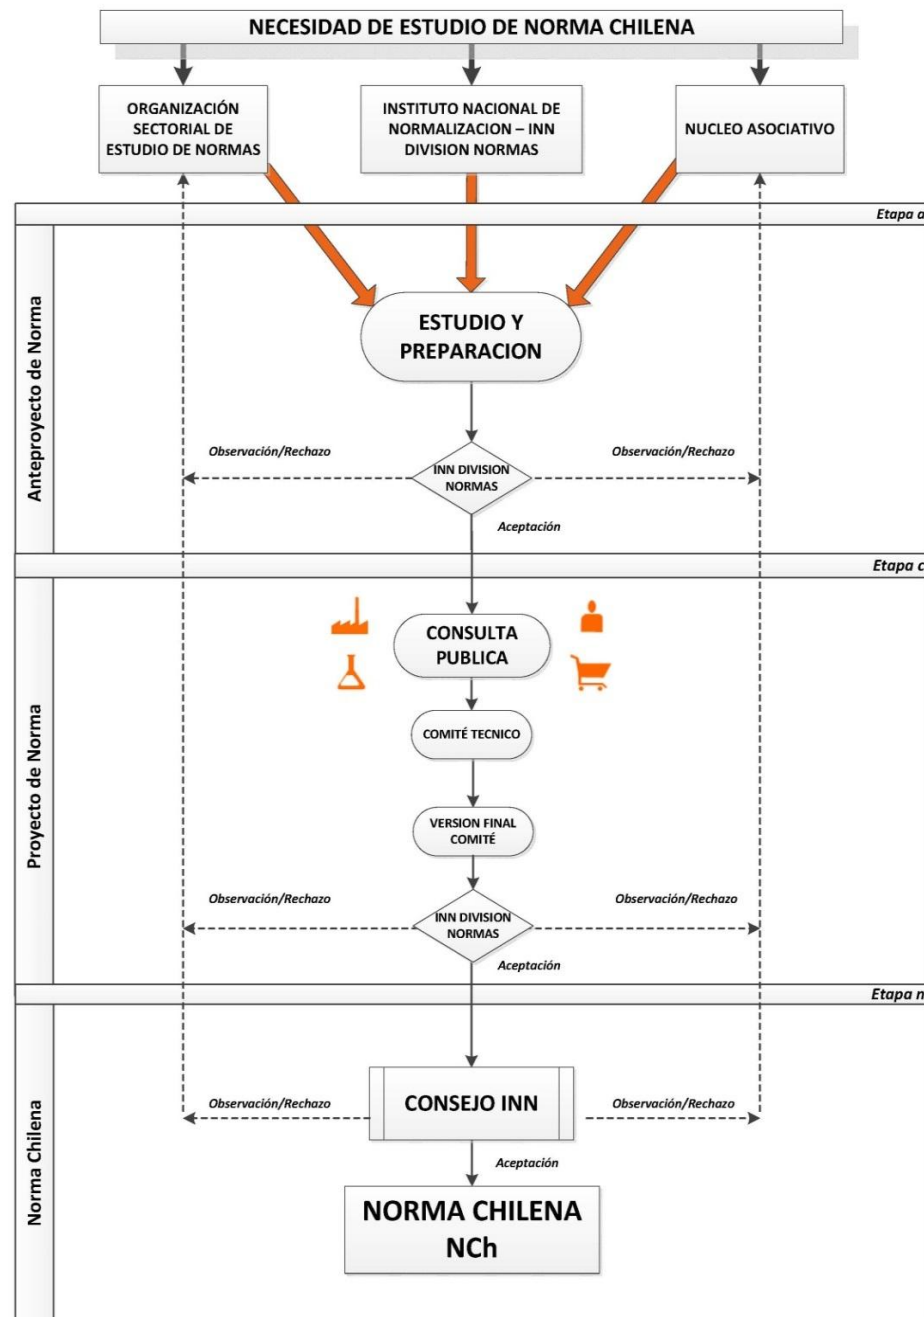 NECESIDAD DE ESTUDIO DE NORMA CHILENA
ORGANIZACIÓN
SECTORIAL DE
ESTUDIO DE NORMAS
INSTITUTO NACIONAL DE
NORMALIZACION – INN
DIVISION NORMAS
NUCLEO ASOCIATIVO
Etapa a
Anteproyecto de Norma
ESTUDIO Y
PREPARACION
Observación/Rechazo
INN DIVISION
NORMAS
Observación/Rechazo
Aceptación
Etapa c
Proyecto de Norma
CONSULTA
PUBLICA
COMITÉ TECNICO
VERSION FINAL
COMITÉ
Observación/Rechazo
INN DIVISION
NORMAS
Observación/Rechazo
Aceptación
Etapa n
Norma Chilena
CONSEJO INN
Observación/Rechazo
Observación/Rechazo
Aceptación
NORMA CHILENA
NCh